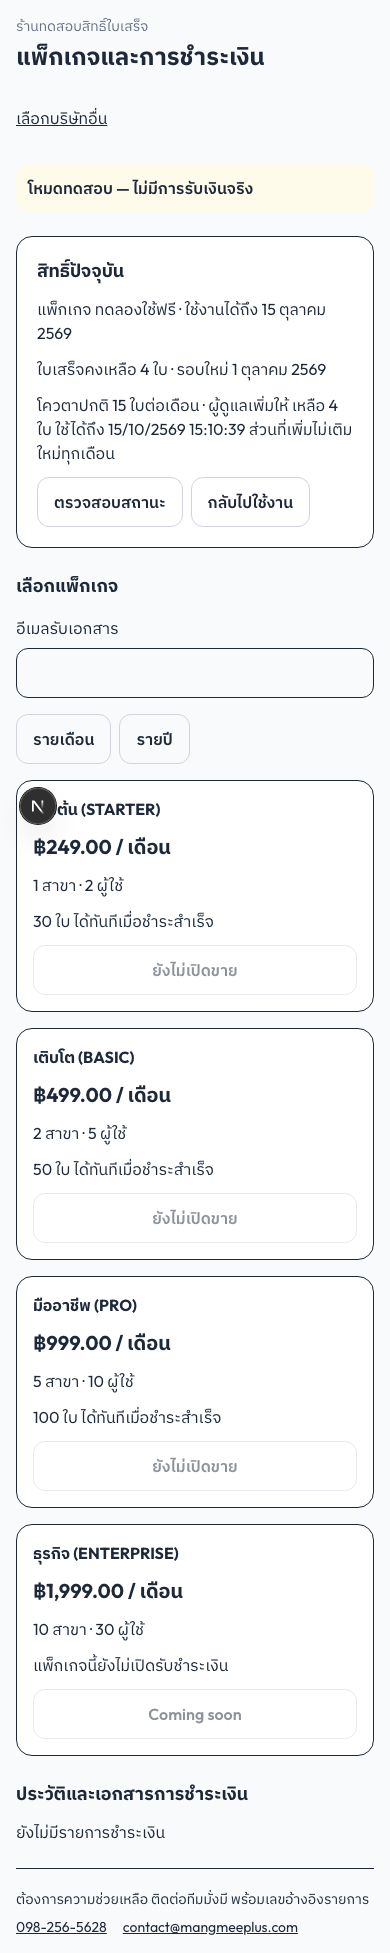 ร้านทดสอบสิทธิ์ใบเสร็จ
แพ็กเกจและการชำระเงิน
เลือกบริษัทอื่น
โหมดทดสอบ — ไม่มีการรับเงินจริง
สิทธิ์ปัจจุบัน
แพ็กเกจ ทดลองใช้ฟรี · ใช้งานได้ถึง 15 ตุลาคม
2569
ใบเสร็จคงเหลือ 4 ใบ · รอบใหม่ 1 ตุลาคม 2569
โควตาปกติ 15 ใบต่อเดือน · ผู้ดูแลเพิ่มให้ เหลือ 4
ใบ ใช้ได้ถึง 15/10/2569 15:10:39 ส่วนที่เพิ่มไม่เติม
ใหม่ทุกเดือน
ตรวจสอบสถานะ
กลับไปใช้งาน
เลือกแพ็กเกจ
อีเมลรับเอกสาร
รายเดือน
รายปี
N
ต้น (STARTER)
฿249.00 / เดือน
1 สาขา · 2 ผู้ใช้
30 ใบ ได้ทันทีเมื่อชำระสำเร็จ
ยังไม่เปิดขาย
เติบโต (BASIC)
฿499.00 / เดือน
2 สาขา · 5 ผู้ใช้
50 ใบ ได้ทันทีเมื่อชำระสำเร็จ
ยังไม่เปิดขาย
มืออาชีพ (PRO)
฿999.00 / เดือน
5 สาขา · 10 ผู้ใช้
100 ใบ ได้ทันทีเมื่อชำระสำเร็จ
ยังไม่เปิดขาย
ธุรกิจ (ENTERPRISE)
฿1,999.00 / เดือน
10 สาขา · 30 ผู้ใช้
แพ็กเกจนี้ยังไม่เปิดรับชำระเงิน
Coming soon
ประวัติและเอกสารการชำระเงิน
ยังไม่มีรายการชำระเงิน
ต้องการความช่วยเหลือ ติดต่อทีมมั่งมี พร้อมเลขอ้างอิงรายการ
098-256-5628 contact@mangmeeplus.com